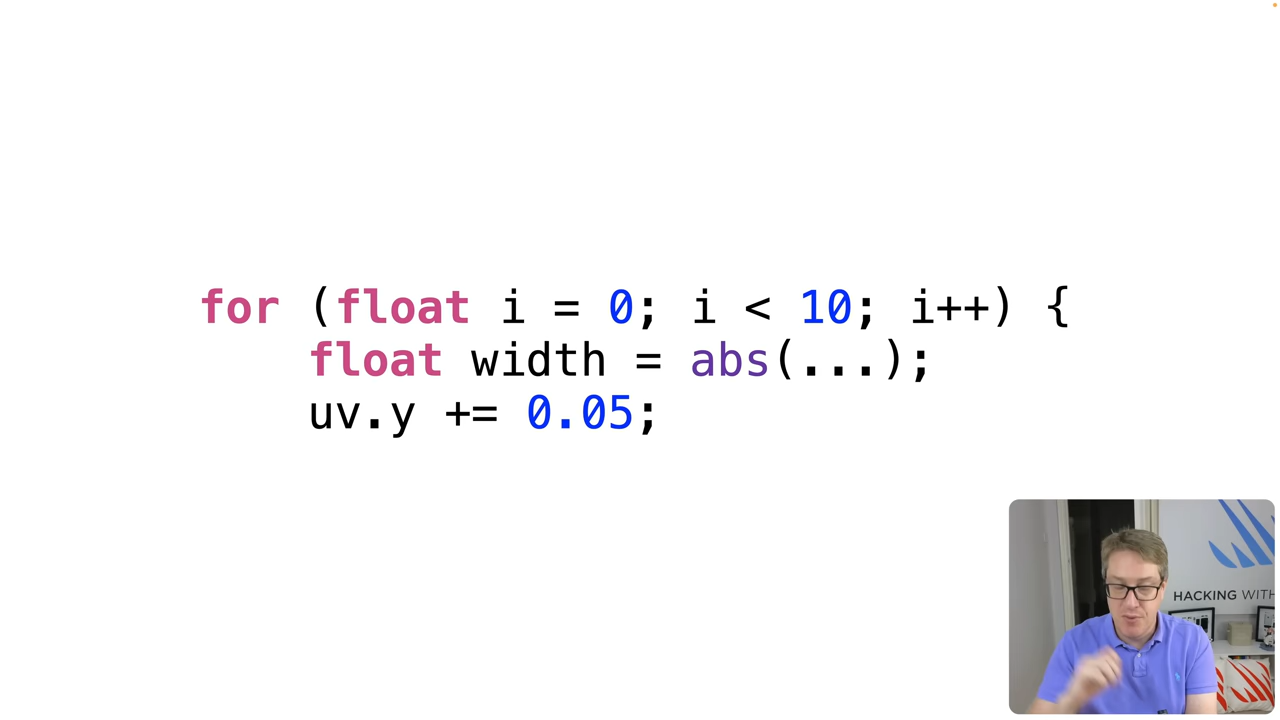 for (float i = 0; i < 10; i++) {
    float width = abs(...);
    uv.y += 0.05;
HACKING WITH